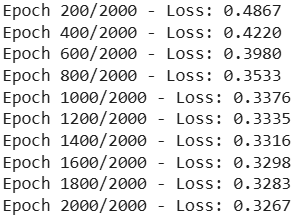 Epoch 200/2000 - Loss: 0.4867
Epoch 400/2000 - Loss: 0.4220
Epoch 600/2000 - Loss: 0.3980
Epoch 800/2000 - Loss: 0.3533
Epoch 1000/2000 - Loss: 0.3376
Epoch 1200/2000 - Loss: 0.3335
Epoch 1400/2000 - Loss: 0.3316
Epoch 1600/2000 - Loss: 0.3298
Epoch 1800/2000 - Loss: 0.3283
Epoch 2000/2000 - Loss: 0.3267